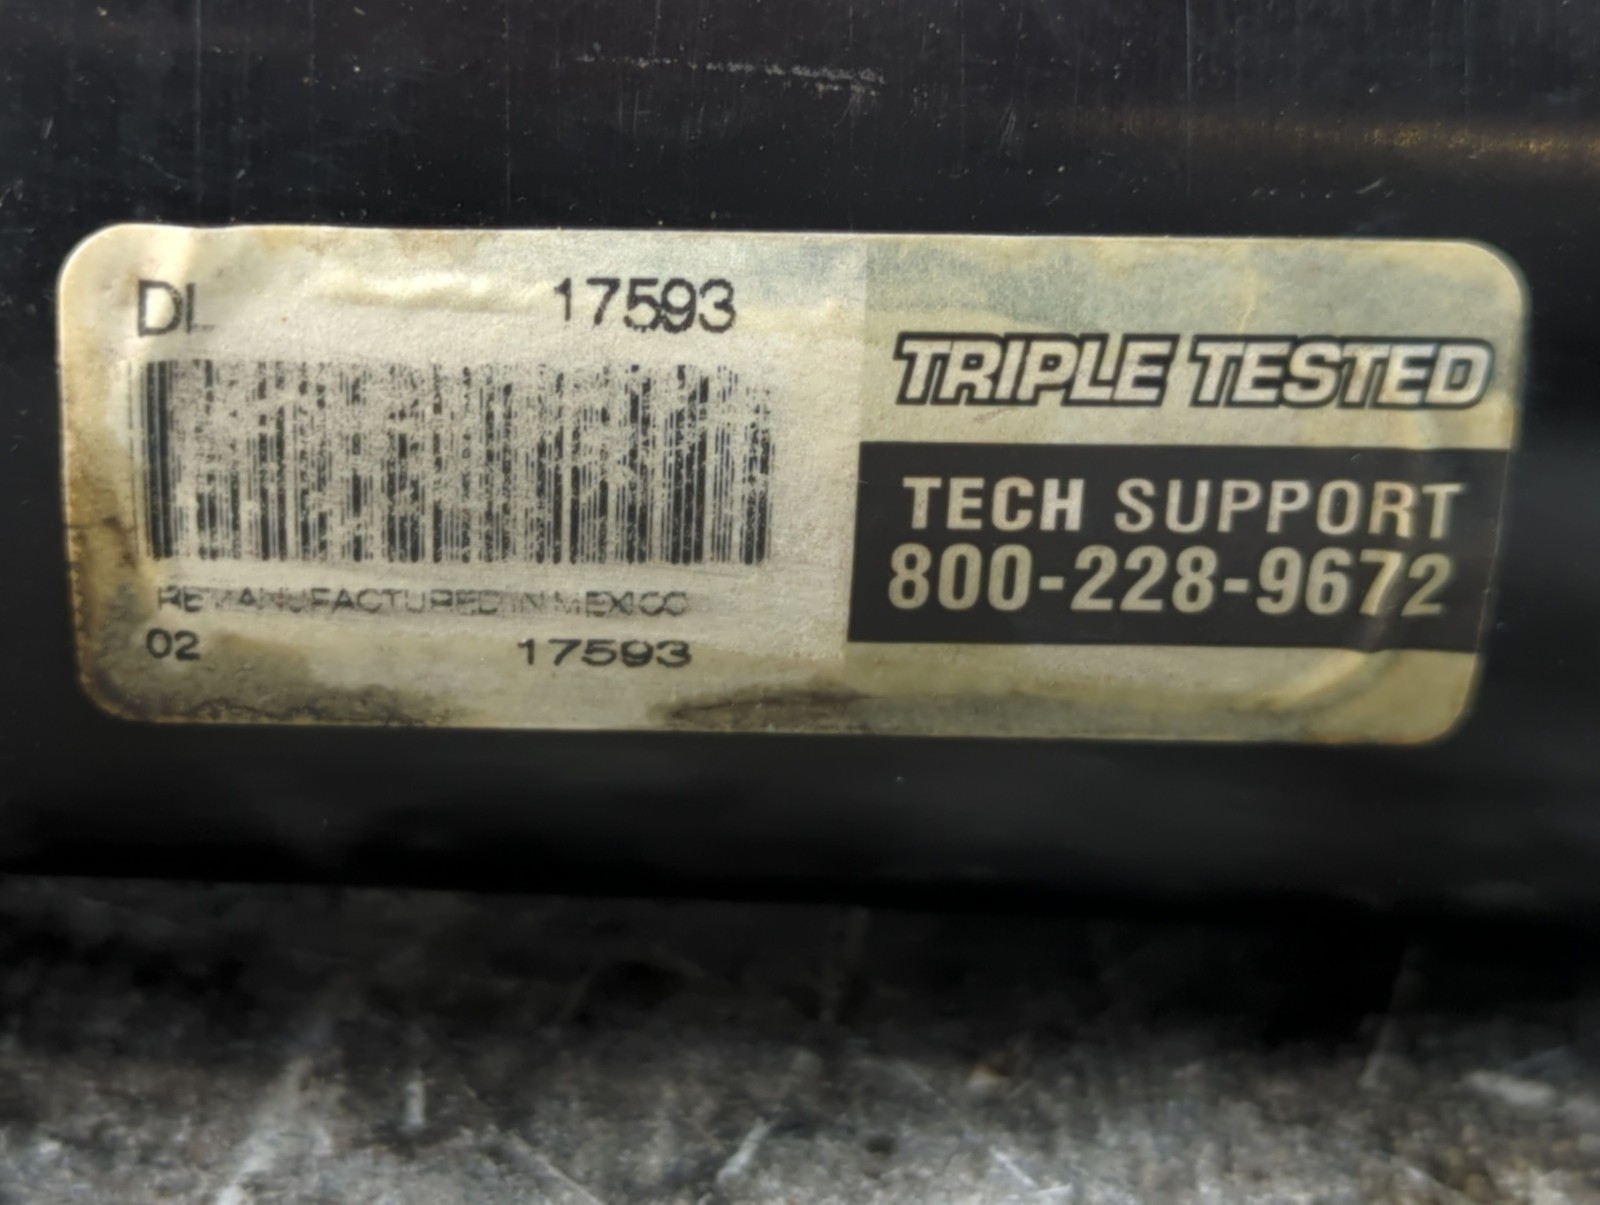 DL 17593
REMANUFACTURED IN MEXICO
02 17593
TRIPLE TESTED
TECH SUPPORT
800-228-9672